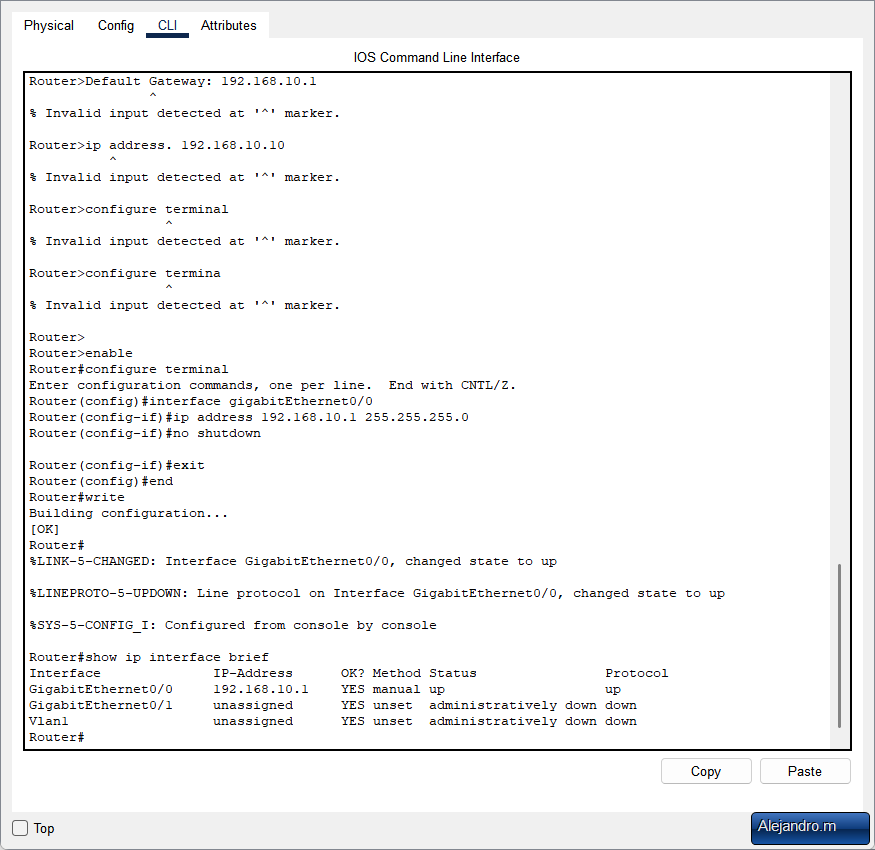 Physical Config CLI Attributes
IOS Command Line Interface
Router>Default Gateway: 192.168.10.1
^
% Invalid input detected at '^' marker.
Router>ip address. 192.168.10.10
^
% Invalid input detected at '^' marker.
Router>configure terminal
^
% Invalid input detected at '^' marker.
Router>configure termina
^
% Invalid input detected at '^' marker.
Router>
Router>enable
Router#configure terminal
Enter configuration commands, one per line.  End with CNTL/Z.
Router(config)#interface gigabitEthernet0/0
Router(config-if)#ip address 192.168.10.1 255.255.255.0
Router(config-if)#no shutdown
Router(config-if)#exit
Router(config)#end
Router#write
Building configuration...
[OK]
Router#
%LINK-5-CHANGED: Interface GigabitEthernet0/0, changed state to up
%LINEPROTO-5-UPDOWN: Line protocol on Interface GigabitEthernet0/0, changed state to up
%SYS-5-CONFIG_I: Configured from console by console
Router#show ip interface brief
Interface              IP-Address      OK? Method Status                Protocol
GigabitEthernet0/0     192.168.10.1    YES manual up                    up
GigabitEthernet0/1     unassigned      YES unset  administratively down down
Vlan1                  unassigned      YES unset  administratively down down
Router#
Copy Paste
Top
Alejandro.m